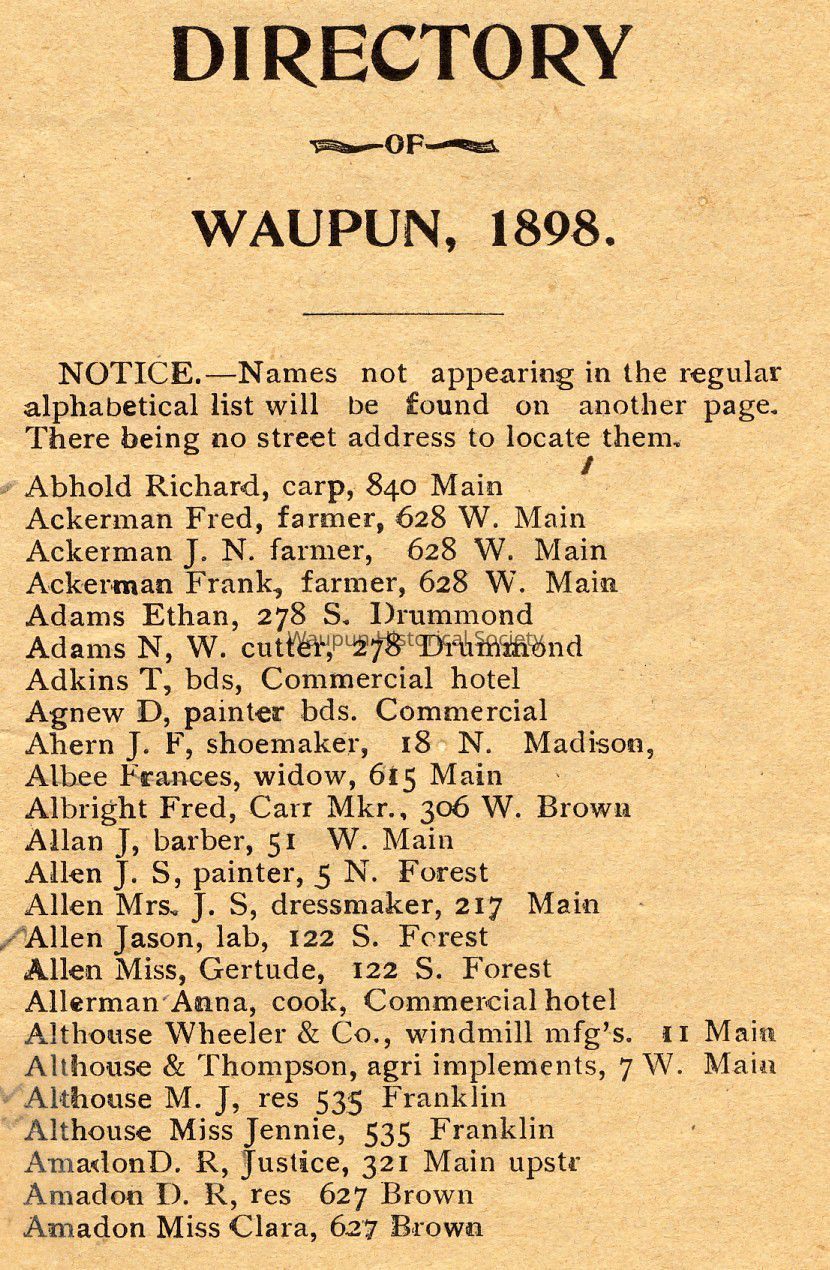 DIRECTORY
OF
WAUPUN, 1898.
NOTICE.—Names not appearing in the regular
alphabetical list will be found on another page.
There being no street address to locate them.
Abhold Richard, carp, 840 Main
Ackerman Fred, farmer, 628 W. Main
Ackerman J. N. farmer, 628 W. Main
Ackerman Frank, farmer, 628 W. Main
Adams Ethan, 278 S. Drummond
Waupun Historical Society
Adams N, W. cutter, 278 Drummond
Adkins T, bds, Commercial hotel
Agnew D, painter bds. Commercial
Ahern J. F, shoemaker, 18 N. Madison,
Albee Frances, widow, 615 Main
Albright Fred, Carr Mkr., 306 W. Brown
Allan J, barber, 51 W. Main
Allen J. S, painter, 5 N. Forest
Allen Mrs. J. S, dressmaker, 217 Main
Allen Jason, lab, 122 S. Forest
Allen Miss, Gertude, 122 S. Forest
Allerman Anna, cook, Commercial hotel
Althouse Wheeler & Co., windmill mfg's. 11 Main
Althouse & Thompson, agri implements, 7 W. Main
Althouse M. J, res 535 Franklin
Althouse Miss Jennie, 535 Franklin
AmadonD. R, Justice, 321 Main upstr
Amadon D. R, res 627 Brown
Amadon Miss Clara, 627 Brown